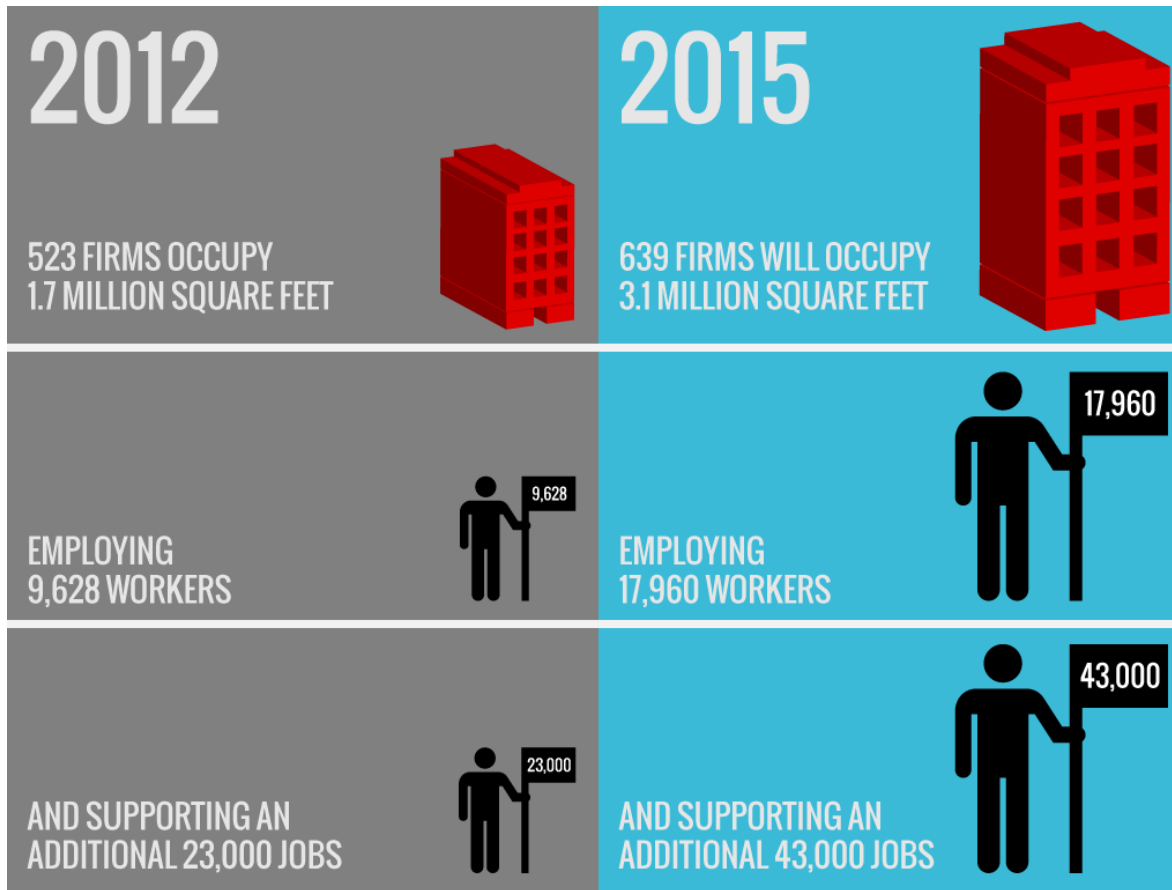 2012
523 FIRMS OCCUPY
1.7 MILLION SQUARE FEET
2015
639 FIRMS WILL OCCUPY
3.1 MILLION SQUARE FEET
9,628
EMPLOYING
9,628 WORKERS
17,960
EMPLOYING
17,960 WORKERS
23,000
AND SUPPORTING AN
ADDITIONAL 23,000 JOBS
43,000
AND SUPPORTING AN
ADDITIONAL 43,000 JOBS